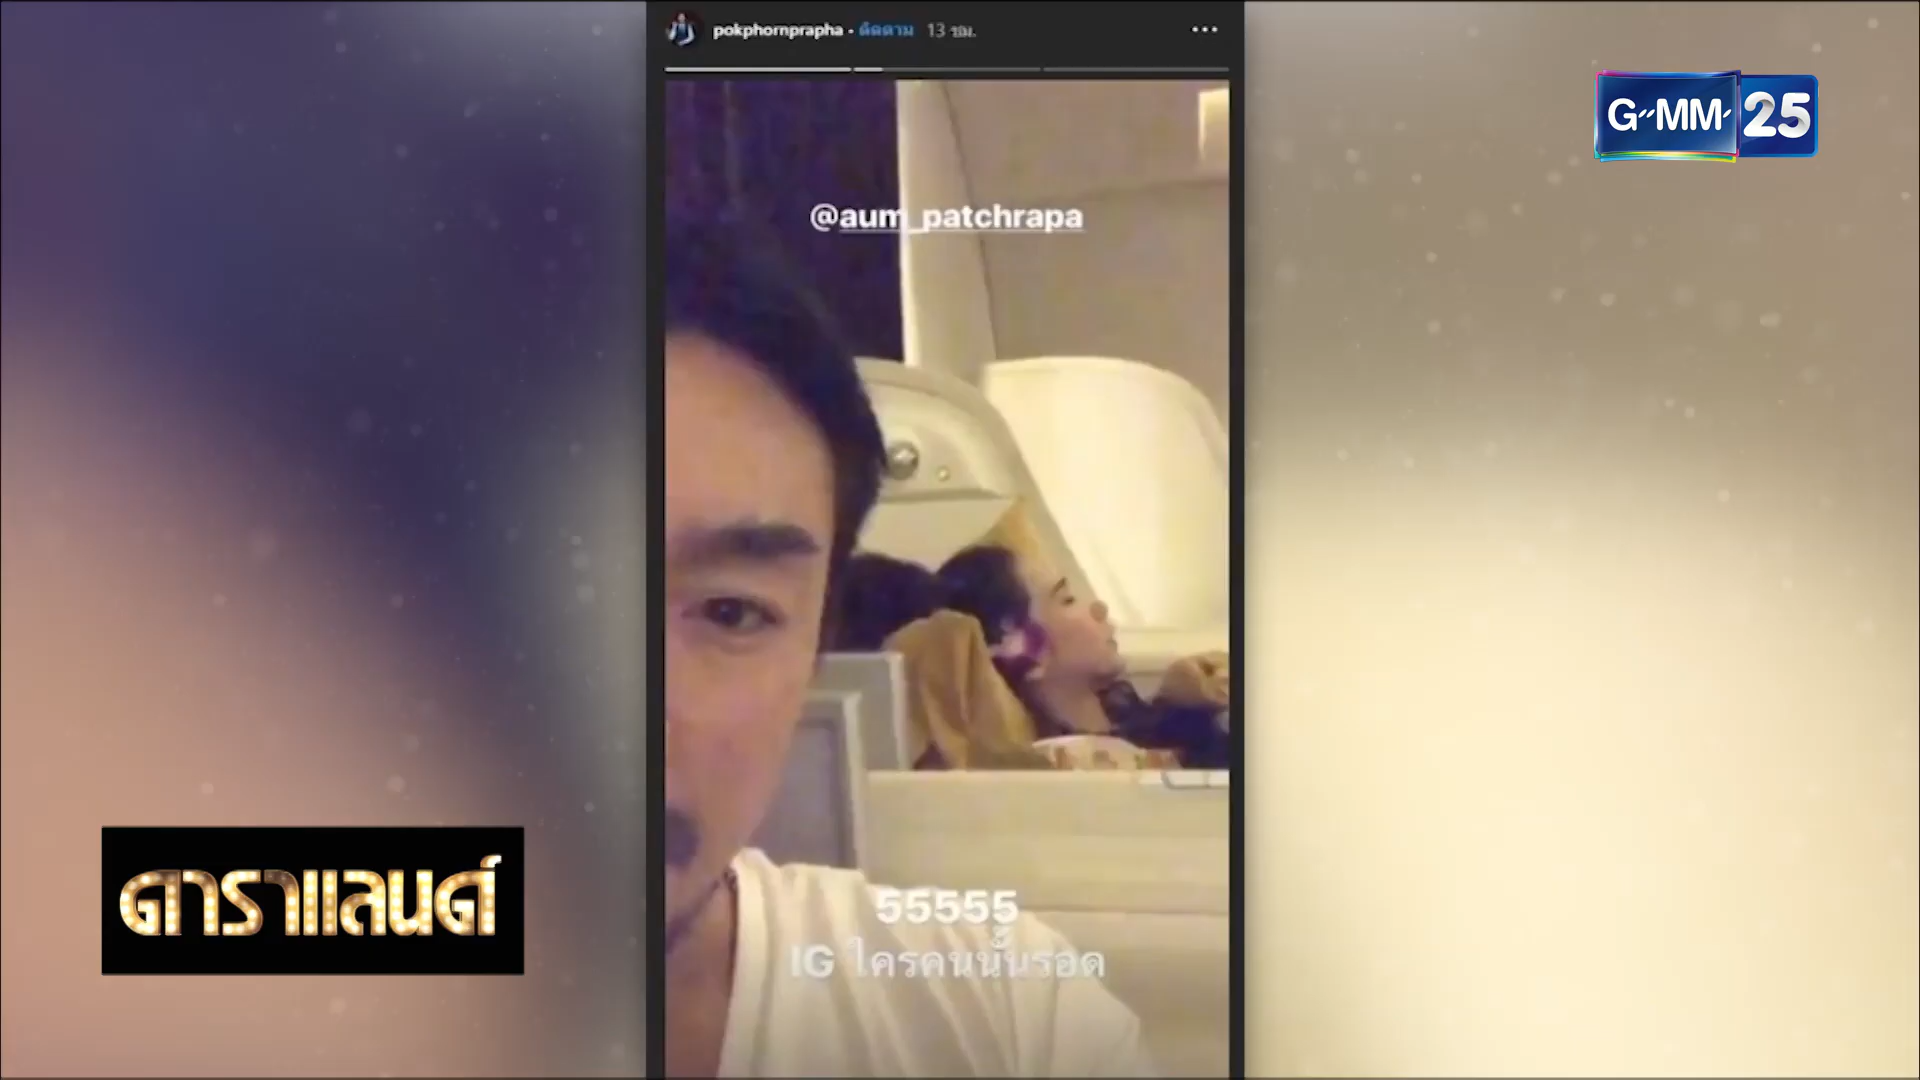 pokphornprapha • ติดตาม 13 ชม.
G"MM' 25
@aum_patchrapa
ดาราแลนด์
55555
IG ใครคนนั้นรอด